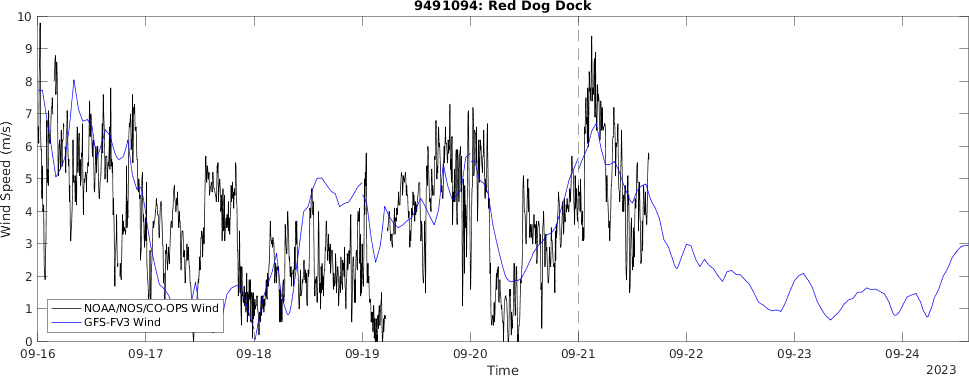 9491094: Red Dog Dock
10
9
8
7
6
5
4
3
2
1
0
Wind Speed (m/s)
NOAA/NOS/CO-OPS Wind
GFS-FV3 Wind
09-16 09-17 09-18 09-19 09-20 09-21 09-22 09-23 09-24
Time
2023